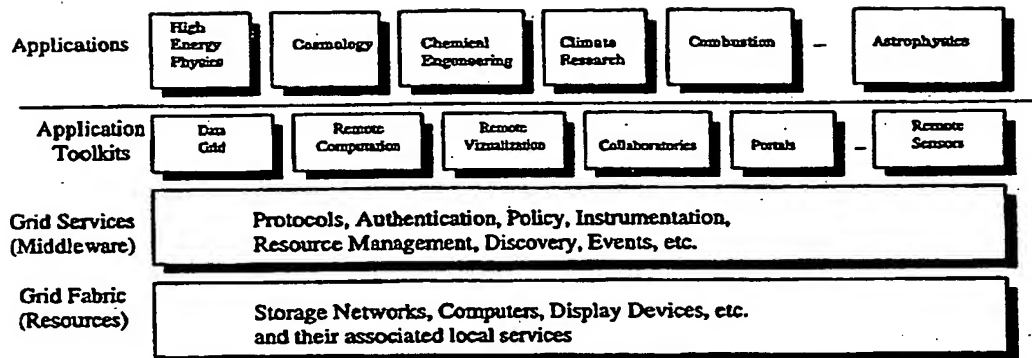 Applications
High
Energy
Physics
Cosmology
Chemical
Engineering
Climate
Research
Combustion
Astrophysics
Application
Toolkits
Data
Grid
Remote
Computation
Remote
Vizualization
Collaboratories
Portals
Remote
Sensors
Grid Services
(Middleware)
Protocols, Authentication, Policy, Instrumentation,
Resource Management, Discovery, Events, etc.
Grid Fabric
(Resources)
Storage Networks, Computers, Display Devices, etc.
and their associated local services